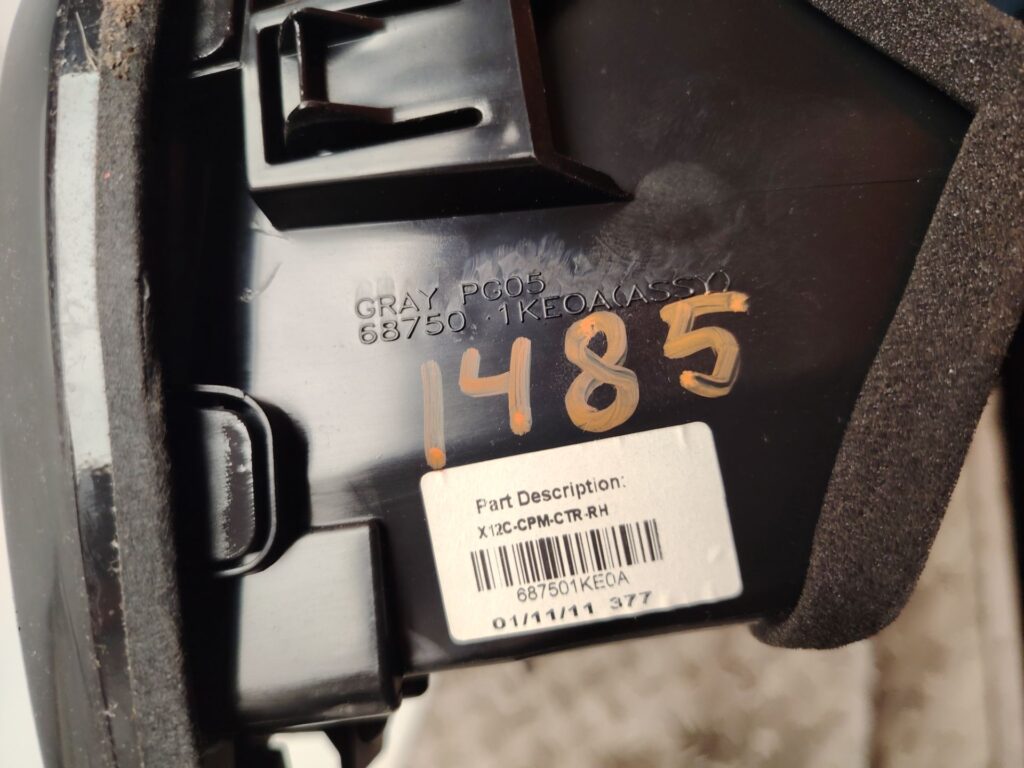 GRAY PG05
68750 1KE0A(ASSY)
1485
Part Description:
X12C-CPM-CTR-RH
687501KE0A
01/11/11 377